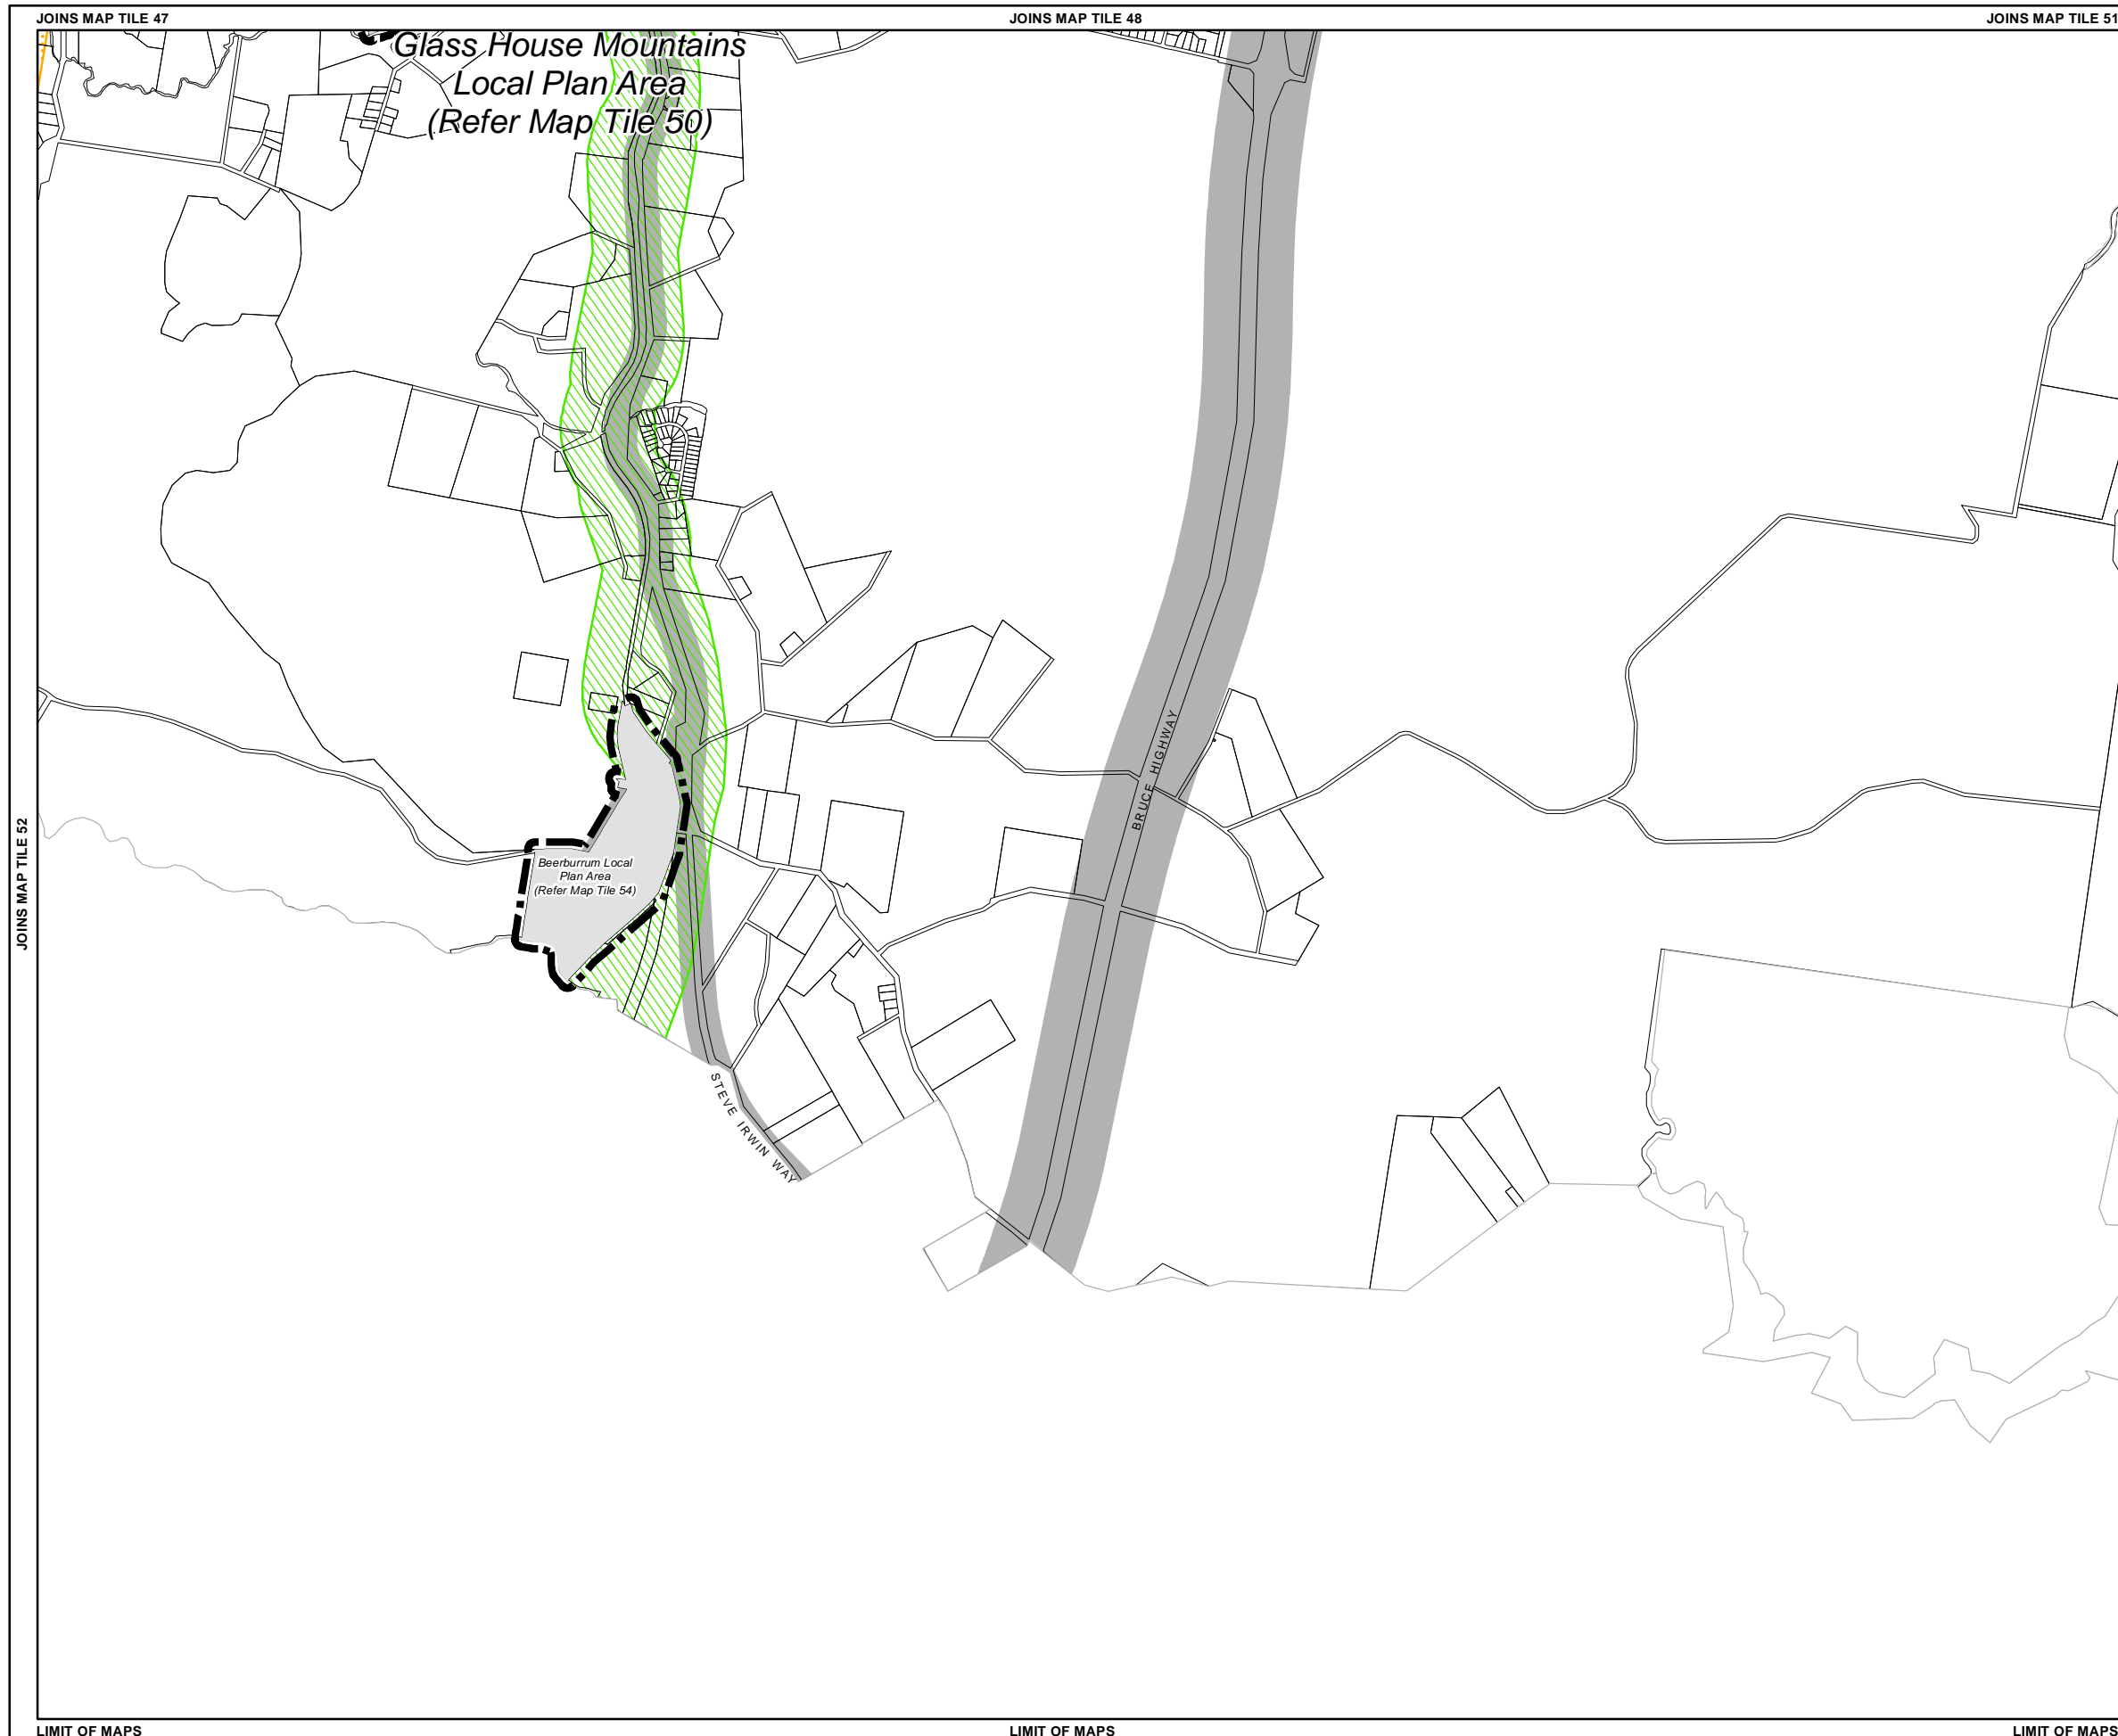 JOINS MAP TILE 47
JOINS MAP TILE 48
JOINS MAP TILE 51
Glass House Mountains
Local Plan Area
(Refer Map Tile 50)
BRUCE HIGHWAY
JOINS MAP TILE 52
Beerburrum Local
Plan Area
(Refer Map Tile 54)
STEVE IRWIN WAY
LIMIT OF MAPS
LIMIT OF MAPS
LIMIT OF MAPS